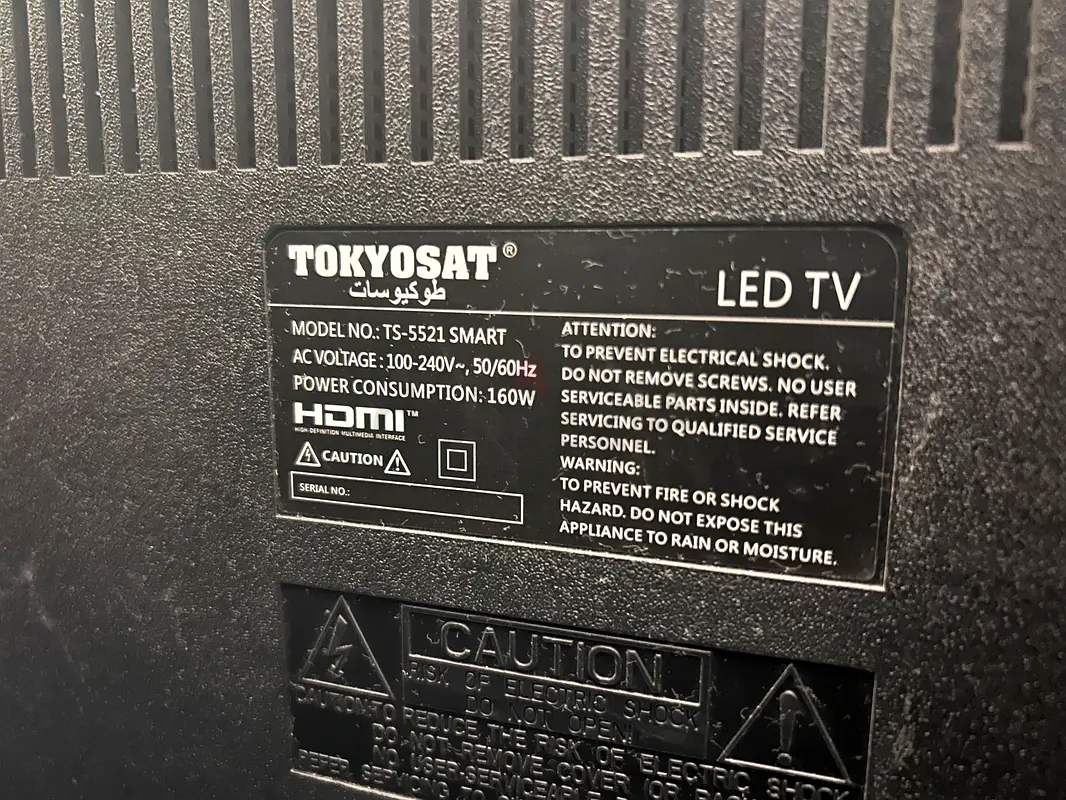 TOKYOSAT®
طوكيوسات
LED TV
MODEL NO.: TS-5521 SMART
AC VOLTAGE : 100-240V~, 50/60Hz
POWER CONSUMPTION: 160W
HDMI™
HIGH-DEFINITION MULTIMEDIA INTERFACE
CAUTION
SERIAL NO.:
ATTENTION:
TO PREVENT ELECTRICAL SHOCK.
DO NOT REMOVE SCREWS. NO USER
SERVICEABLE PARTS INSIDE. REFER
SERVICING TO QUALIFIED SERVICE
PERSONNEL.
WARNING:
TO PREVENT FIRE OR SHOCK
HAZARD. DO NOT EXPOSE THIS
APPLIANCE TO RAIN OR MOISTURE.
CAUTION
RISK OF ELECTRIC SHOCK
DO NOT OPEN
TO REDUCE THE RISK OF ELECTRIC SHOCK
DO NOT REMOVE COVER (OR
NO USER-SERVICEABLE
REFER SERVICING TO